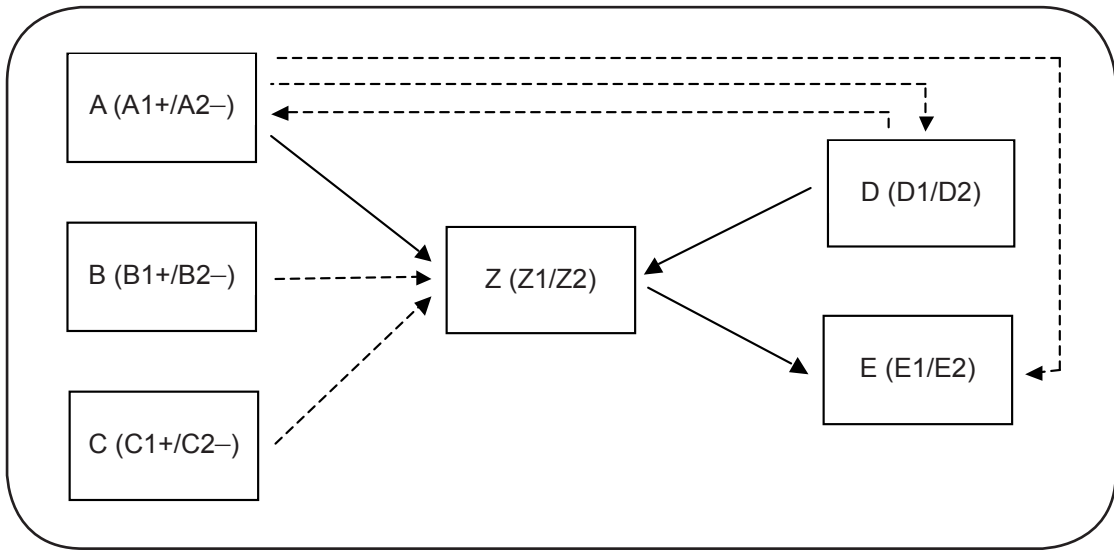 A (A1+/A2–)
B (B1+/B2–)
C (C1+/C2–)
Z (Z1/Z2)
D (D1/D2)
E (E1/E2)